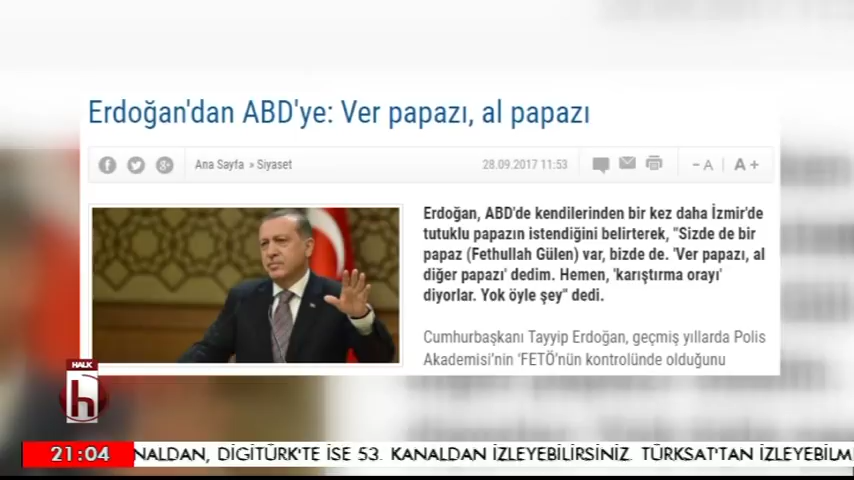 Erdoğan'dan ABD'ye: Ver papazı, al papazı
Ana Sayfa » Siyaset
28.09.2017 11:53
- A | A +
Erdoğan, ABD'de kendilerinden bir kez daha İzmir'de
tutuklu papazın istendiğini belirterek, "Sizde de bir
papaz (Fethullah Gülen) var, bizde de. 'Ver papazı, al
diğer papazı' dedim. Hemen, 'karıştırma orayı'
diyorlar. Yok öyle şey" dedi.
Cumhurbaşkanı Tayyip Erdoğan, geçmiş yıllarda Polis
Akademisi'nin 'FETÖ'nün kontrolünde olduğunu
HALK
h
21:04 NALDAN, DİGİTÜRK'TE İSE 53. KANALDAN İZLEYEBİLİRSİNİZ. TÜRKSAT'TAN İZLEYEBİLM